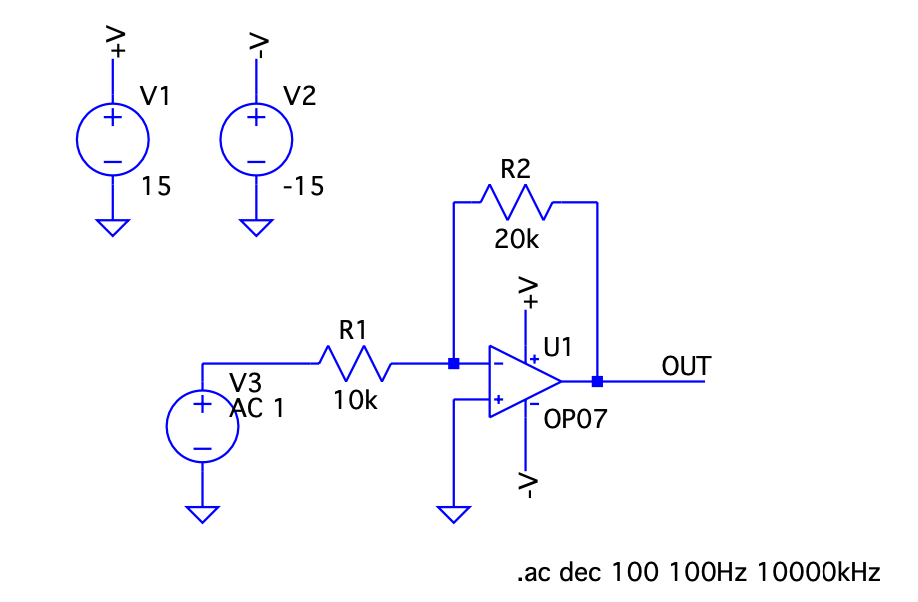 +V
-V
V1
V2
15
-15
R2
20k
+V
R1
U1
OUT
10k
V3
AC 1
OP07
-V
.ac dec 100 100Hz 10000kHz